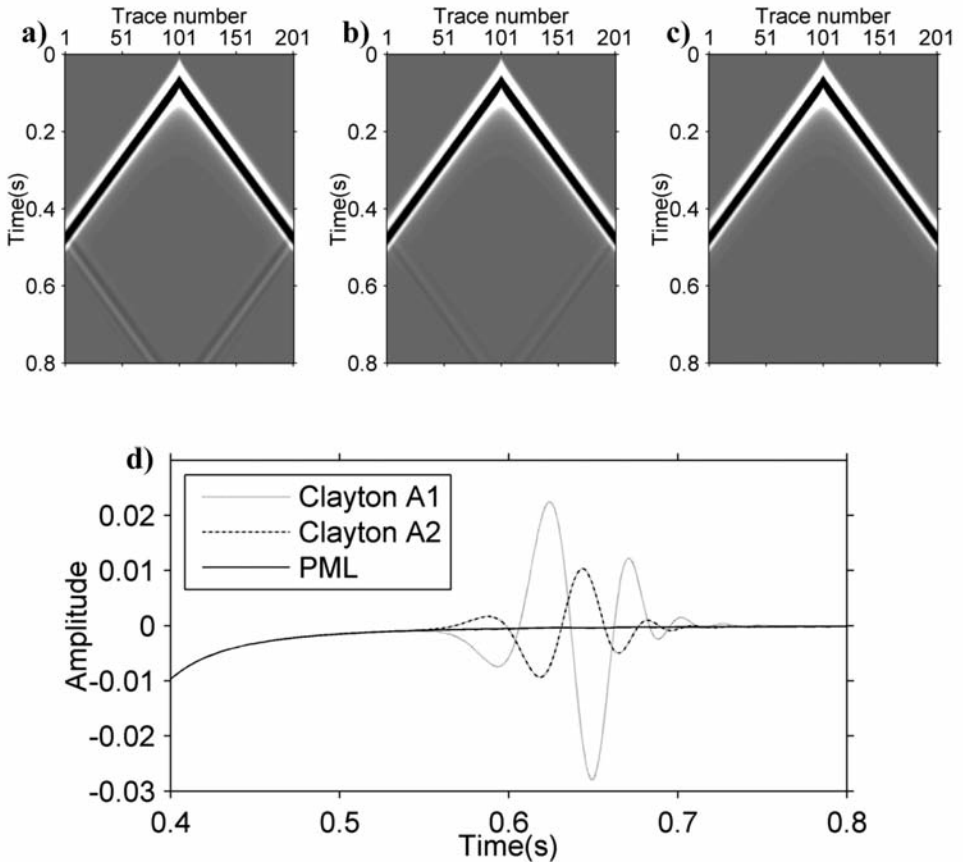 Trace number Trace number Trace number
a) 1 51 101 151 201 b) 1 51 101 151 201 c) 1 51 101 151 201
0 0 0
0.2 0.2 0.2
Time(s) Time(s) Time(s)
0.4 0.4 0.4
0.6 0.6 0.6
0.8 0.8 0.8
d)
Clayton A1
Clayton A2
PML
Amplitude
0.02
0.01
0
-0.01
-0.02
-0.03
0.4 0.5 0.6 0.7 0.8
Time(s)